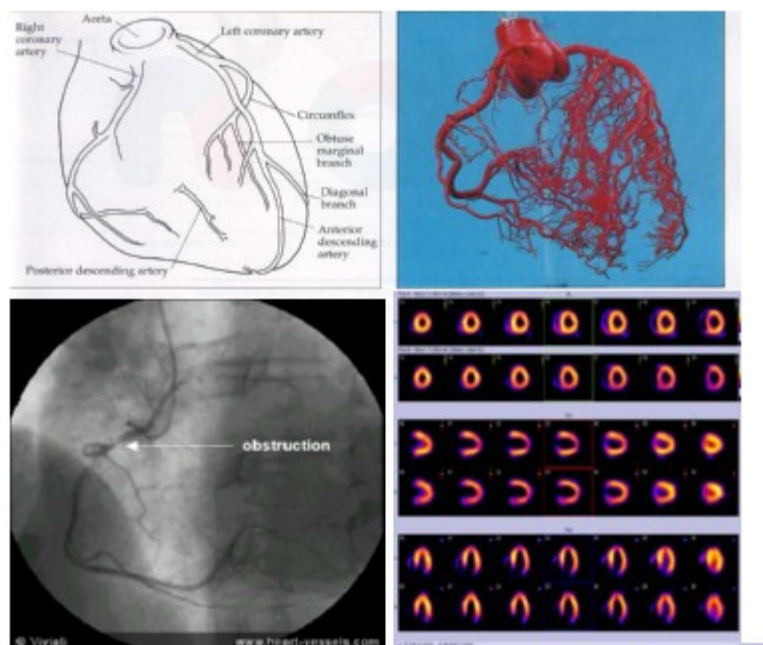 Aorta
Right
coronary
artery
Left coronary artery
Circumflex
Obtuse
marginal
branch
Diagonal
branch
Anterior
descending
artery
Posterior descending artery
obstruction
© Viviali
www.heart-vessels.com